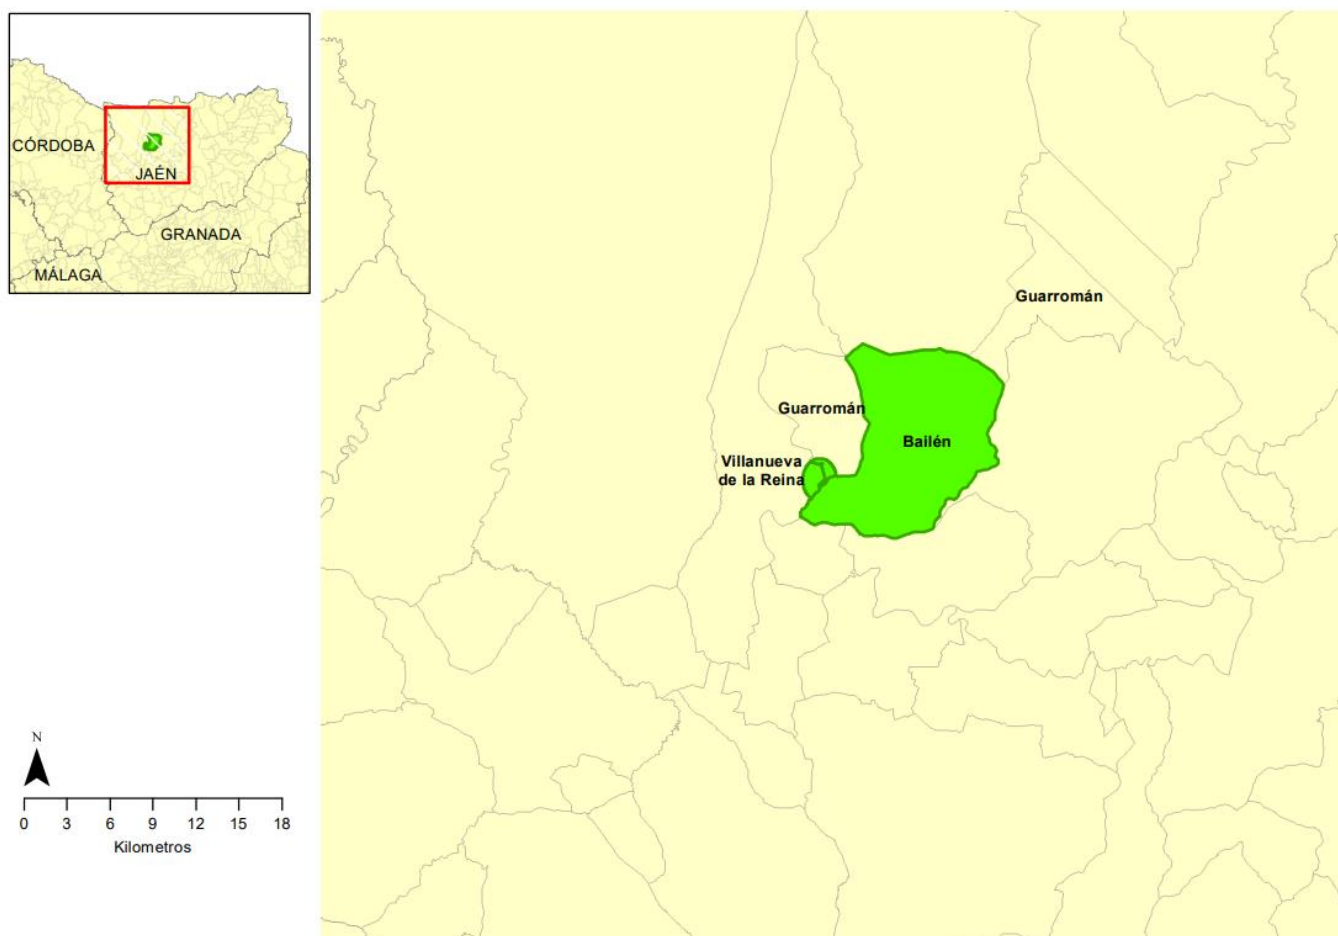 CÓRDOBA
JAÉN
GRANADA
MÁLAGA
Guarromán
Guarromán
Bailén
Villanueva
de la Reina
N
0 3 6 9 12 15 18
Kilometros